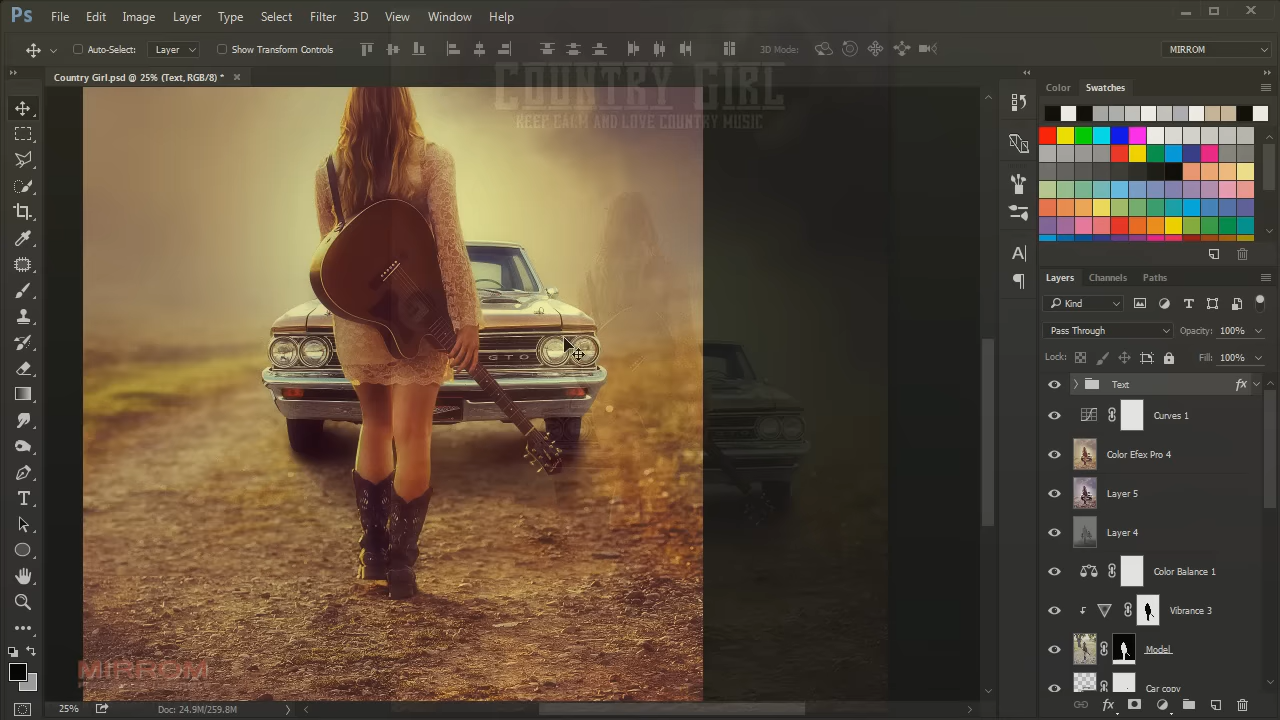 Ps File Edit Image Layer Type Select Filter 3D View Window Help
Auto-Select: Layer Show Transform Controls 3D Mode: MIRROM
Country Girl.psd @ 25% (Text, RGB/8) * ×
Color Swatches
COUNTRY GIRL
KEEP CALM AND LOVE COUNTRY MUSIC
Layers Channels Paths
Kind
Pass Through Opacity: 100%
Lock: Fill: 100%
Text fx
Curves 1
Color Efex Pro 4
Layer 5
Layer 4
Color Balance 1
Vibrance 3
Model
Car copy
GTO
MIRROM
25% Doc: 24.9M/259.8M
fx